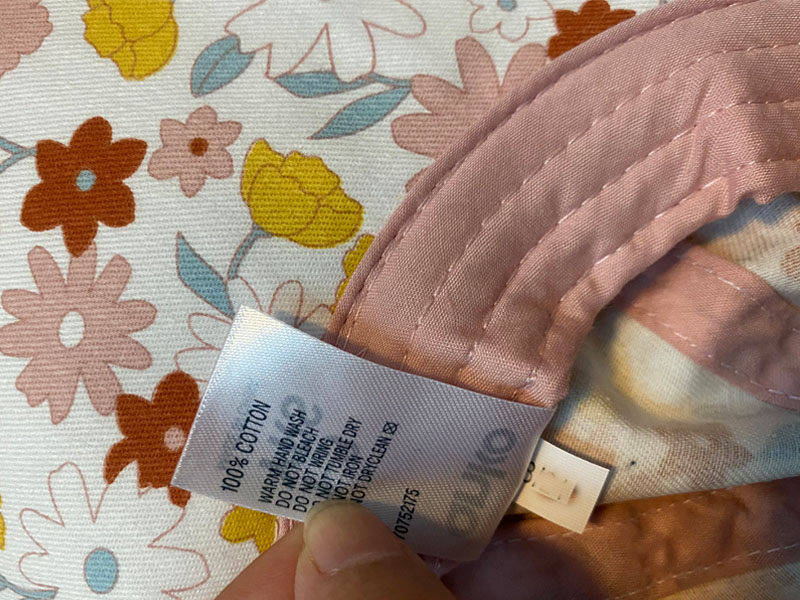 100% COTTON
WARM HAND WASH
DO NOT BLEACH
DO NOT WRING
DO NOT TUMBLE DRY
NOT IRON
NOT DRYCLEAN
Y0752175